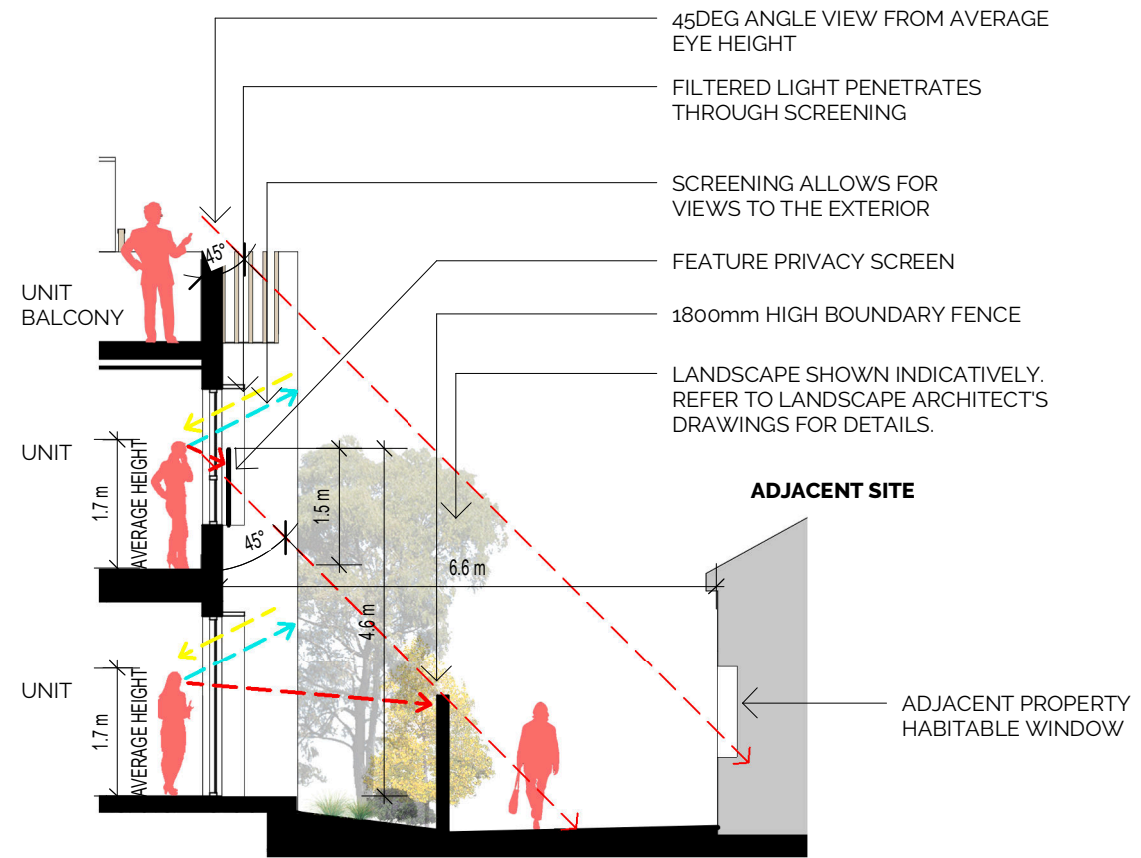 45DEG ANGLE VIEW FROM AVERAGE
EYE HEIGHT
FILTERED LIGHT PENETRATES
THROUGH SCREENING
SCREENING ALLOWS FOR
VIEWS TO THE EXTERIOR
FEATURE PRIVACY SCREEN
1800mm HIGH BOUNDARY FENCE
LANDSCAPE SHOWN INDICATIVELY.
REFER TO LANDSCAPE ARCHITECT'S
DRAWINGS FOR DETAILS.
ADJACENT SITE
ADJACENT PROPERTY
HABITABLE WINDOW
45°
UNIT
BALCONY
UNIT
1.7 m
AVERAGE HEIGHT
45°
1.5 m
4.6 m
6.6 m
UNIT
1.7 m
AVERAGE HEIGHT